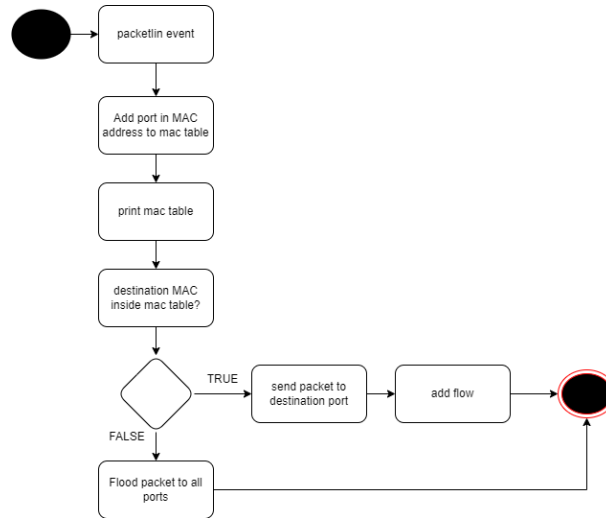 packetlin event
Add port in MAC
address to mac table
print mac table
destination MAC
inside mac table?
TRUE
send packet to
destination port
add flow
FALSE
Flood packet to all
ports